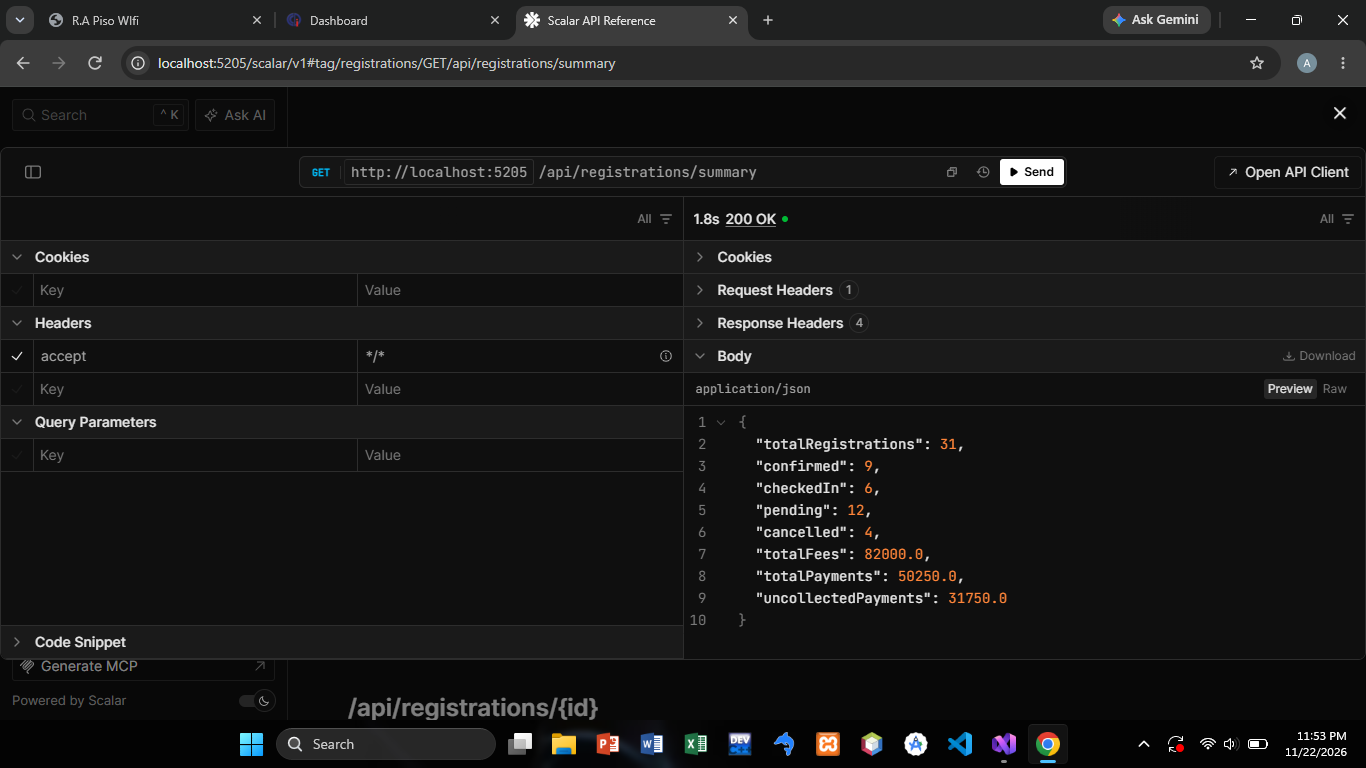 R.A Piso WIfi
Dashboard
Scalar API Reference
Ask Gemini
localhost:5205/scalar/v1#tag/registrations/GET/api/registrations/summary
A
Search
^ K
Ask AI
GET
http://localhost:5205
/api/registrations/summary
Send
Open API Client
All
1.8s 200 OK
All
Cookies
Key
Value
Headers
accept
*/*
Key
Value
Query Parameters
Key
Value
Code Snippet
Cookies
Request Headers 1
Response Headers 4
Body
Download
application/json
Preview
Raw
1 {
2 "totalRegistrations": 31,
3 "confirmed": 9,
4 "checkedIn": 6,
5 "pending": 12,
6 "cancelled": 4,
7 "totalFees": 82000.0,
8 "totalPayments": 50250.0,
9 "uncollectedPayments": 31750.0
10 }
Generate MCP
Powered by Scalar
/api/registrations/{id}
Search
DEV
11:53 PM
11/22/2026